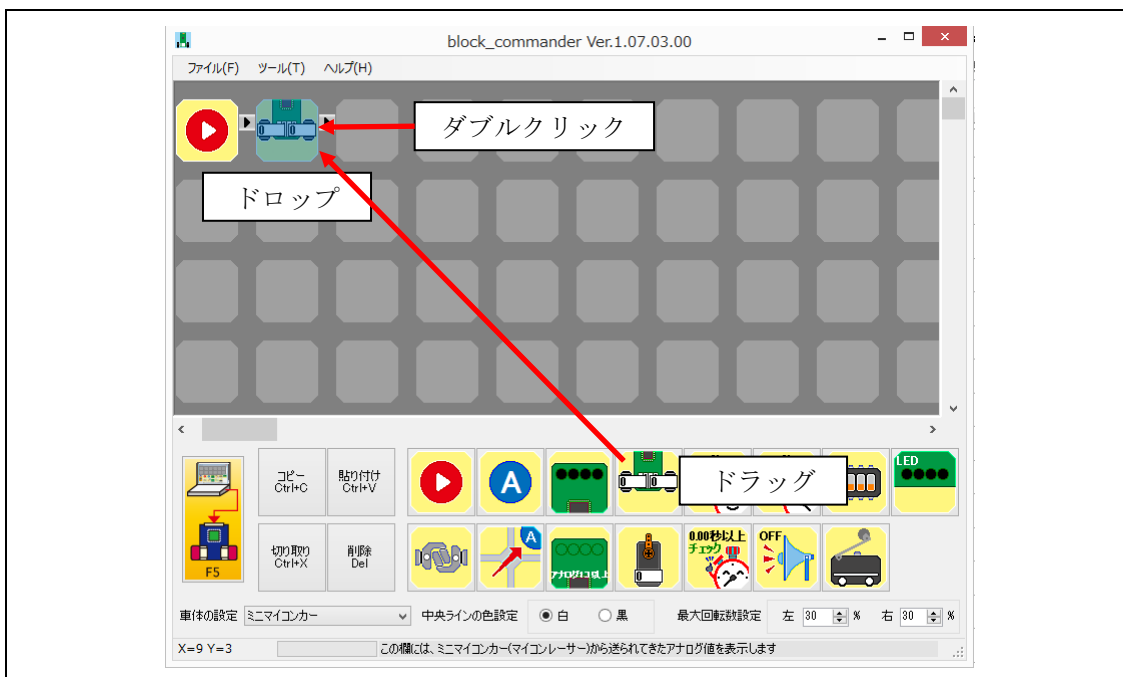 block_commander Ver.1.07.03.00
ファイル(F) ツール(T) ヘルプ(H)
0 0
ダブルクリック
ドロップ
コピー
Ctrl+C
貼り付け
Ctrl+V
A
0 0
ドラッグ
LED
F5
切り取り
Ctrl+X
削除
Del
A
0
0.00秒以上
チェック
OFF
車体の設定 ミニマイコンカー 中央ラインの色設定 白 黒 最大回転数設定 左 30 % 右 30 %
X=9 Y=3 この欄には、ミニマイコンカー(マイコンレーサー)から送られてきたアナログ値を表示します